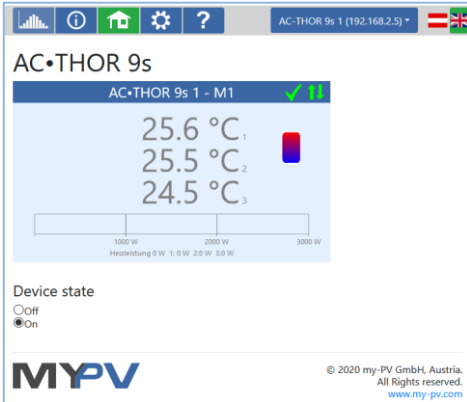 AC-THOR 9s 1 (192.168.2.5)
AC•THOR 9s
AC•THOR 9s 1 - M1
25.6 °C 1
25.5 °C 2
24.5 °C 3
1000 W 2000 W 3000 W
Heizleistung 0 W 1: 0 W 2:0 W 3:0 W
Device state
Off
On
MYPV
© 2020 my-PV GmbH, Austria.
All Rights reserved.
www.my-pv.com